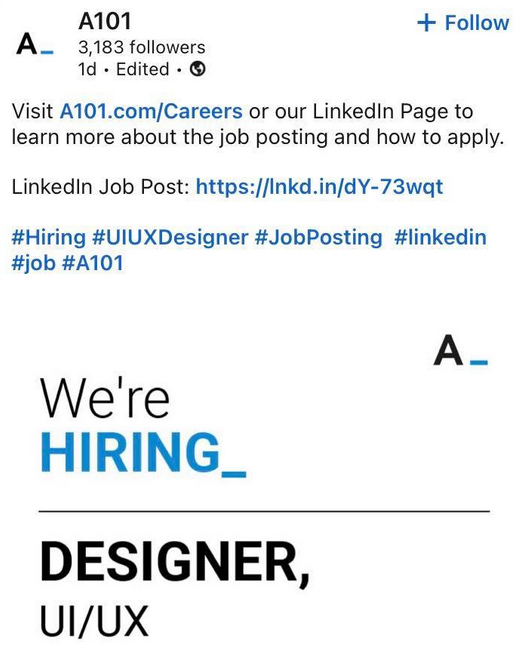 A_
A101
+ Follow
3,183 followers
1d • Edited •
Visit A101.com/Careers or our LinkedIn Page to
learn more about the job posting and how to apply.
LinkedIn Job Post: https://lnkd.in/dY-73wqt
#Hiring #UIUXDesigner #JobPosting #linkedin
#job #A101
A_
We're
HIRING_
DESIGNER,
UI/UX